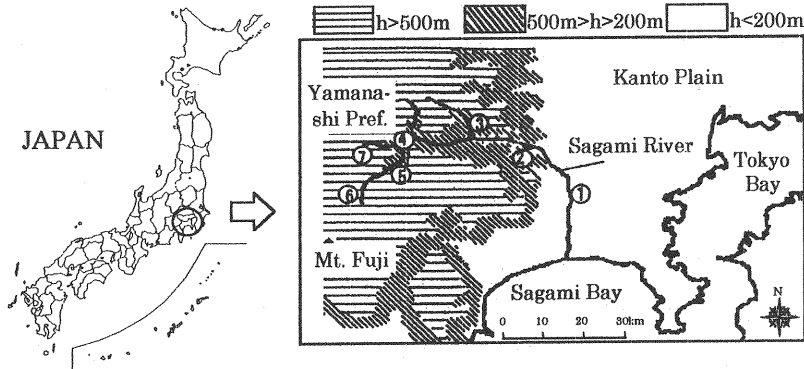 h>500m
500m>h>200m
h<200m
JAPAN
Yamana-
shi Pref.
Kanto Plain
Sagami River
Tokyo
Bay
③
④
⑦
②
⑤
⑥
①
Mt. Fuji
Sagami Bay
N
0 10 20 30km